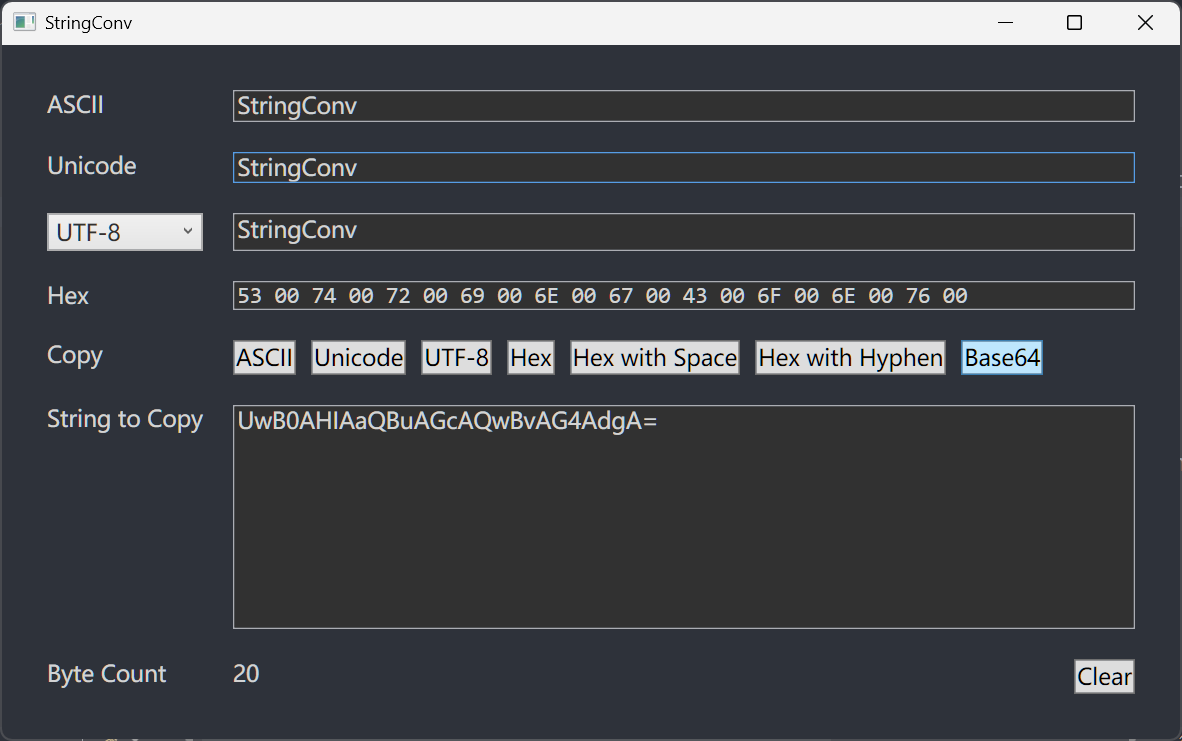 StringConv
ASCII StringConv
Unicode StringConv
UTF-8 StringConv
Hex 53 00 74 00 72 00 69 00 6E 00 67 00 43 00 6F 00 6E 00 76 00
Copy ASCII Unicode UTF-8 Hex Hex with Space Hex with Hyphen Base64
String to Copy UwB0AHIAaQBuAGcAQwBvAG4AdgA=
Byte Count 20 Clear